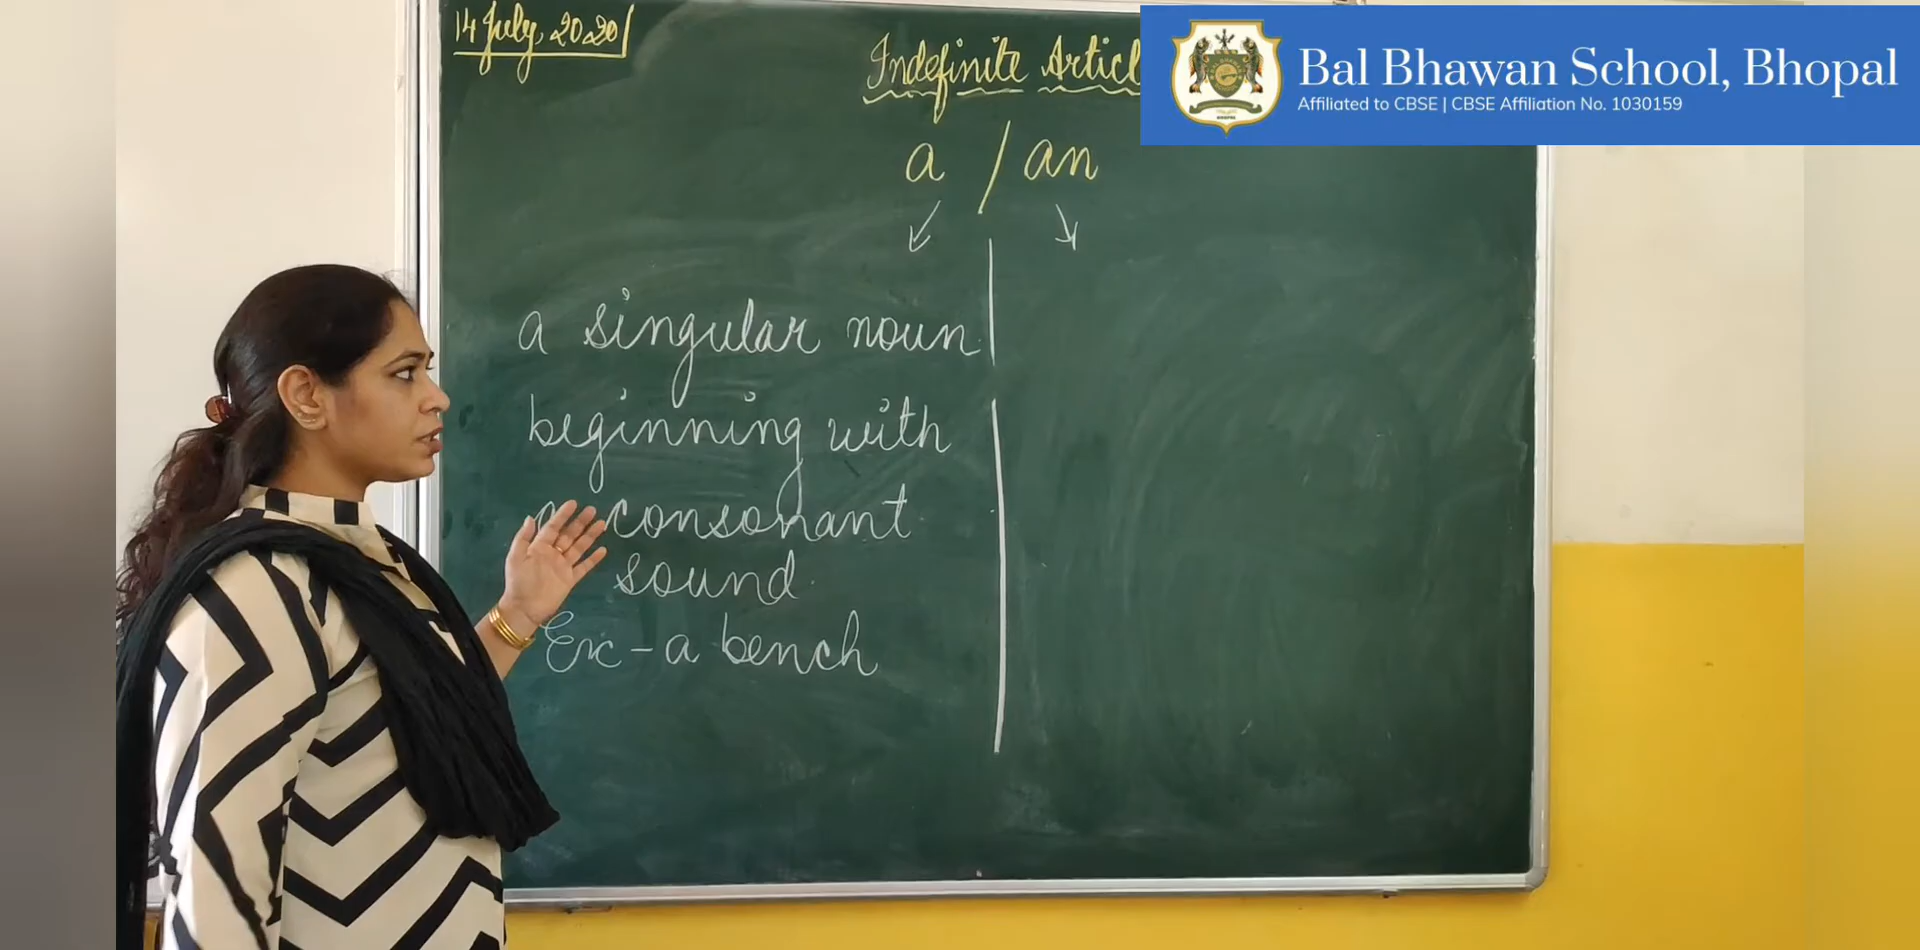 14 July, 2020
Indefinite Articl
Bal Bhawan School, Bhopal
Affiliated to CBSE | CBSE Affiliation No. 1030159
a / an
a singular noun
beginning with
a consonant
sound.
Ex - a bench